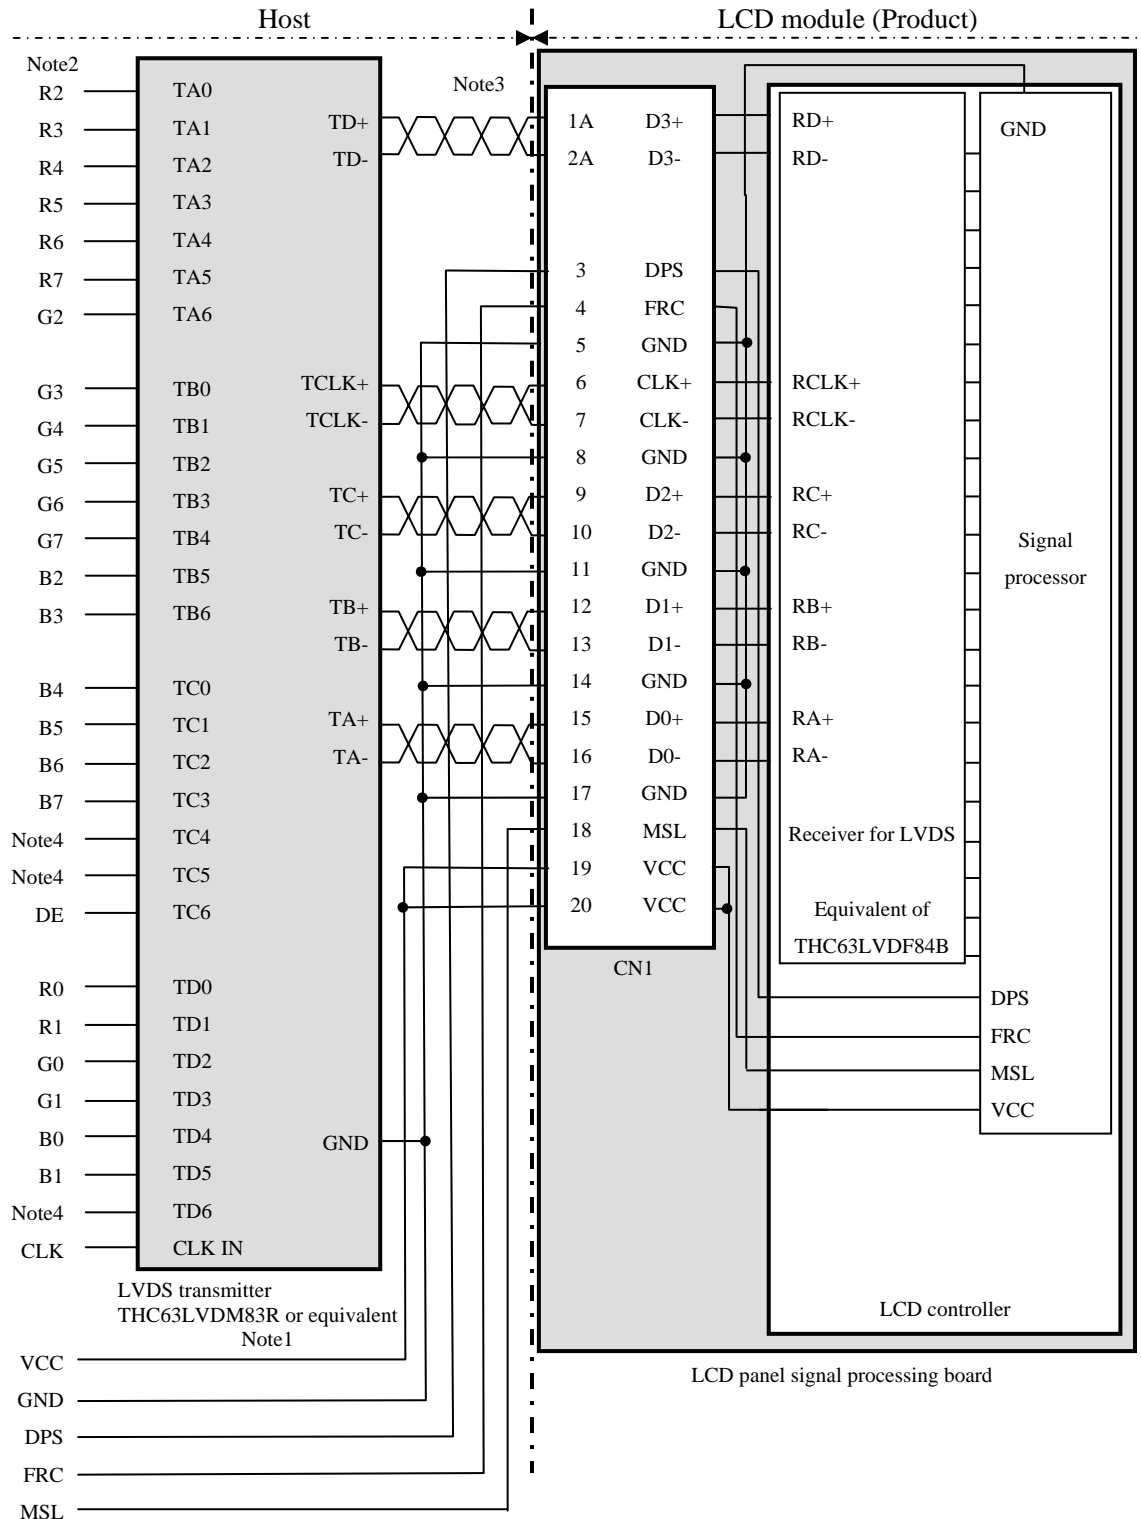 Host
LCD module (Product)
Note2
Note3
R2 TA0
R3 TA1
R4 TA2
R5 TA3
R6 TA4
R7 TA5
G2 TA6
G3 TB0
G4 TB1
G5 TB2
G6 TB3
G7 TB4
B2 TB5
B3 TB6
B4 TC0
B5 TC1
B6 TC2
B7 TC3
Note4 TC4
Note4 TC5
DE TC6
R0 TD0
R1 TD1
G0 TD2
G1 TD3
B0 TD4
B1 TD5
Note4 TD6
CLK CLK IN
TD+
TD-
TCLK+
TCLK-
TC+
TC-
TB+
TB-
TA+
TA-
GND
LVDS transmitter
THC63LVDM83R or equivalent
Note1
VCC
GND
DPS
FRC
MSL
1A D3+
2A D3-
3 DPS
4 FRC
5 GND
6 CLK+
7 CLK-
8 GND
9 D2+
10 D2-
11 GND
12 D1+
13 D1-
14 GND
15 D0+
16 D0-
17 GND
18 MSL
19 VCC
20 VCC
CN1
RD+
RD-
RCLK+
RCLK-
RC+
RC-
RB+
RB-
RA+
RA-
Receiver for LVDS
Equivalent of
THC63LVDF84B
GND
Signal
processor
DPS
FRC
MSL
VCC
LCD controller
LCD panel signal processing board